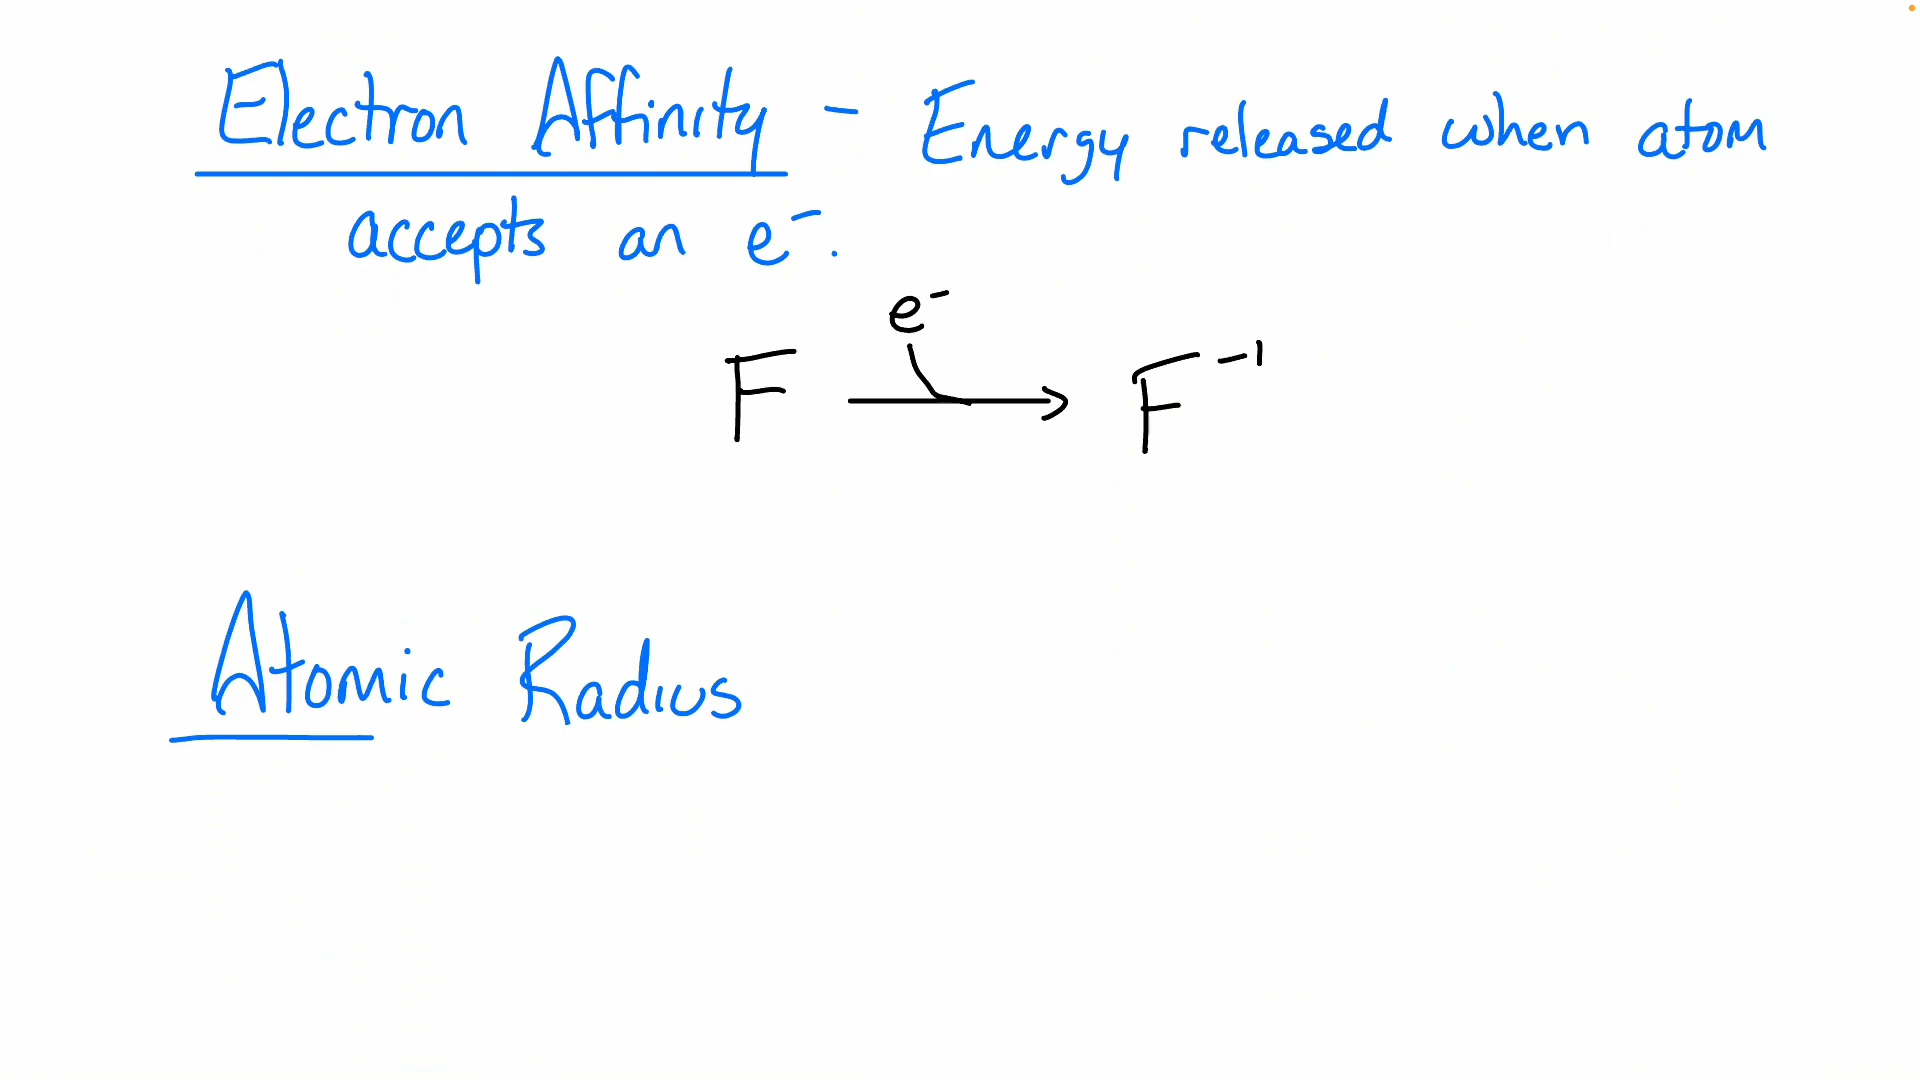 Electron Affinity - Energy released when atom
accepts an e⁻.
e⁻
F → F⁻¹
Atomic Radius